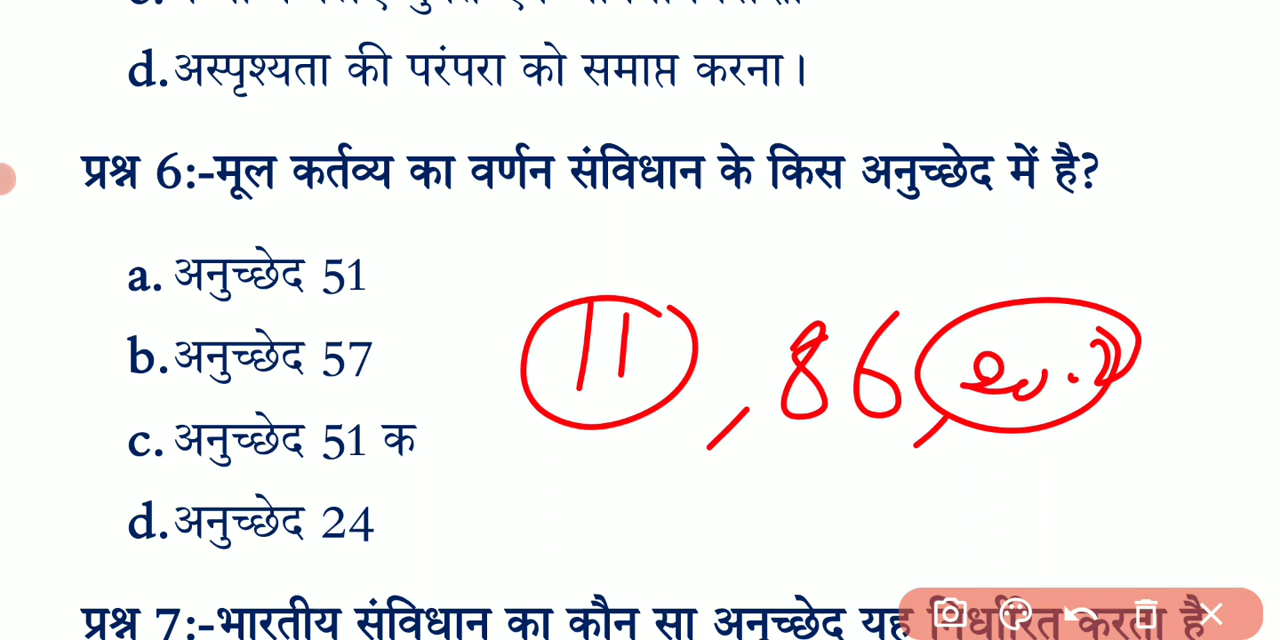 d. अस्पृश्यता की परंपरा को समाप्त करना।
प्रश्न 6:-मूल कर्तव्य का वर्णन संविधान के किस अनुच्छेद में है?
a. अनुच्छेद 51
b. अनुच्छेद 57
11, 86,
c. अनुच्छेद 51 क
d. अनुच्छेद 24
प्रश्न 7:-भारतीय संविधान का कौन सा अनुच्छेद यह निर्धारित करता है